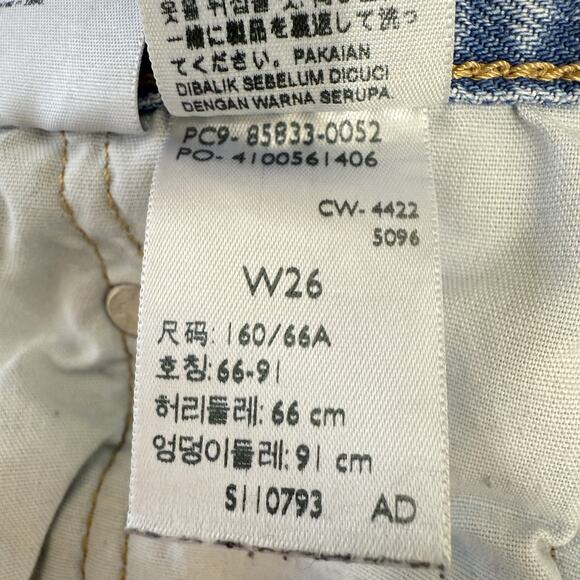 一緒に製品を裏返して洗っ
てください。PAKAIAN
DIBALIK SEBELUM DICUCI
DENGAN WARNA SERUPA.
PC9-85833-0052
PO-4100561406
CW-4422
5096
W26
尺码: 160/66A
호칭: 66-91
허리둘레: 66 cm
엉덩이둘레: 91 cm
S110793 AD